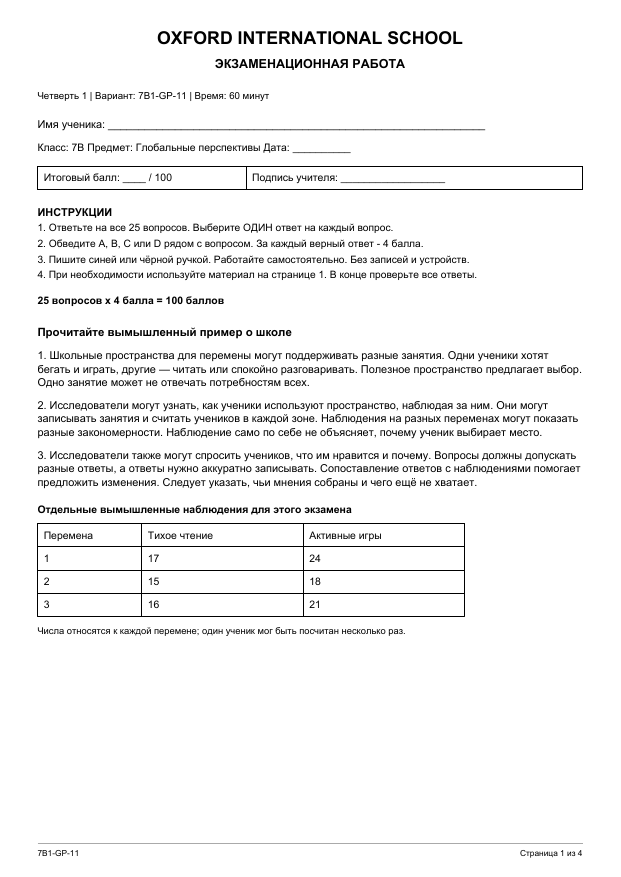 OXFORD INTERNATIONAL SCHOOL
ЭКЗАМЕНАЦИОННАЯ РАБОТА
Четверть 1 | Вариант: 7B1-GP-11 | Время: 60 минут
Имя ученика: ___________________________________________________________________
Класс: 7B Предмет: Глобальные перспективы Дата: __________
Итоговый балл: ____ / 100 Подпись учителя: __________________
ИНСТРУКЦИИ
1. Ответьте на все 25 вопросов. Выберите ОДИН ответ на каждый вопрос.
2. Обведите A, B, C или D рядом с вопросом. За каждый верный ответ - 4 балла.
3. Пишите синей или чёрной ручкой. Работайте самостоятельно. Без записей и устройств.
4. При необходимости используйте материал на странице 1. В конце проверьте все ответы.
25 вопросов x 4 балла = 100 баллов
Прочитайте вымышленный пример о школе
1. Школьные пространства для перемены могут поддерживать разные занятия. Одни ученики хотят
бегать и играть, другие — читать или спокойно разговаривать. Полезное пространство предлагает выбор.
Одно занятие может не отвечать потребностям всех.
2. Исследователи могут узнать, как ученики используют пространство, наблюдая за ним. Они могут
записывать занятия и считать учеников в каждой зоне. Наблюдения на разных переменах могут показать
разные закономерности. Наблюдение само по себе не объясняет, почему ученик выбирает место.
3. Исследователи также могут спросить учеников, что им нравится и почему. Вопросы должны допускать
разные ответы, а ответы нужно аккуратно записывать. Сопоставление ответов с наблюдениями помогает
предложить изменения. Следует указать, чьи мнения собраны и чего ещё не хватает.
Отдельные вымышленные наблюдения для этого экзамена
Перемена Тихое чтение Активные игры
1 17 24
2 15 18
3 16 21
Числа относятся к каждой перемене; один ученик мог быть посчитан несколько раз.
7B1-GP-11 Страница 1 из 4